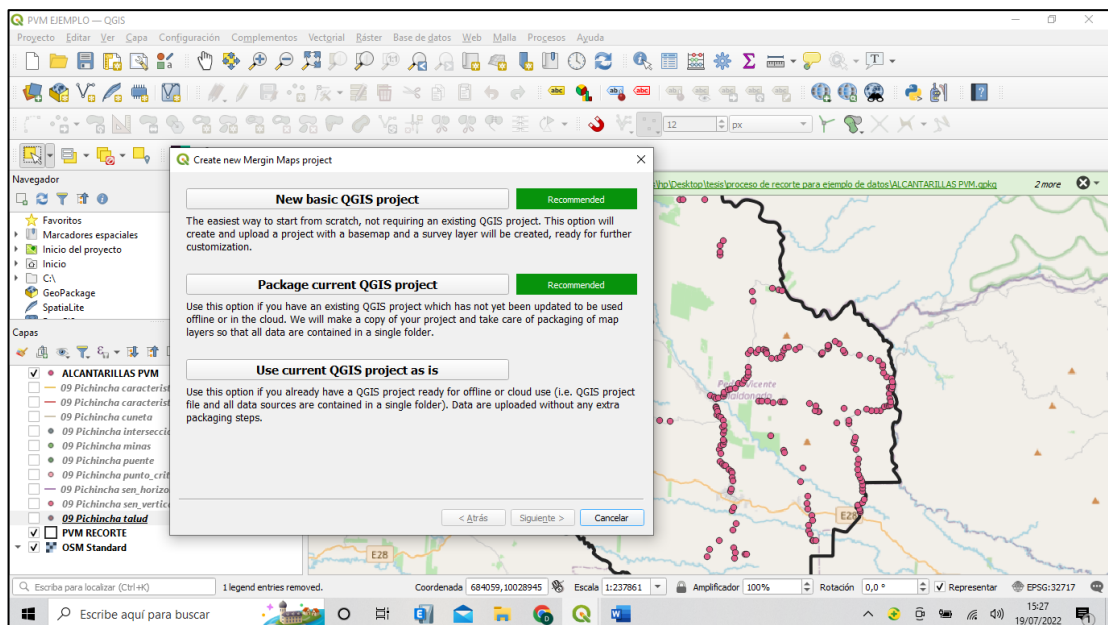 PVM EJEMPLO — QGIS
Proyecto Editar Ver Capa Configuración Complementos Vectorial Ráster Base de datos Web Malla Procesos Ayuda
12 px
Navegador
Favoritos
Marcadores espaciales
Inicio del proyecto
Inicio
C:\
GeoPackage
SpatiaLite
Capas
ALCANTARILLAS PVM
09 Pichincha caracterist
09 Pichincha caracterist
09 Pichincha cuneta
09 Pichincha intersecci
09 Pichincha minas
09 Pichincha puente
09 Pichincha punto_crit
09 Pichincha sen_horizo
09 Pichincha sen_vertic
09 Pichincha talud
PVM RECORTE
OSM Standard
Create new Mergin Maps project
New basic QGIS project
Recommended
The easiest way to start from scratch, not requiring an existing QGIS project. This option will
create and upload a project with a basemap and a survey layer will be created, ready for further
customization.
Package current QGIS project
Recommended
Use this option if you have an existing QGIS project which has not yet been updated to be used
offline or in the cloud. We will make a copy of your project and take care of packaging of map
layers so that all data are contained in a single folder.
Use current QGIS project as is
Use this option if you already have a QGIS project ready for offline or cloud use (i.e. QGIS project
file and all data sources are contained in a single folder). Data are uploaded without any extra
packaging steps.
< Atrás Siguiente > Cancelar
\hp\Desktop\tesis\proceso de recorte para ejemplo de datos\ALCANTARILLAS PVM.gpkg 2 more
Vicente
E28
E28
Escriba para localizar (Ctrl+K) 1 legend entries removed. Coordenada 684059,10028945 Escala 1:237861 Amplificador 100% Rotación 0,0 ° Representar EPSG:32717
Escribe aquí para buscar
15:27
19/07/2022